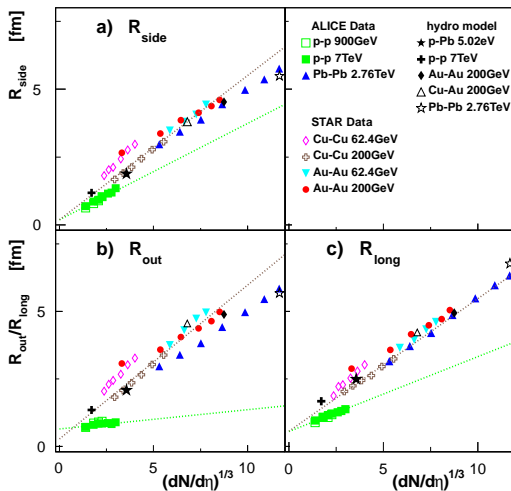 [fm]
R_side
5
0
a) R_side
ALICE Data
p-p 900GeV
p-p 7TeV
Pb-Pb 2.76TeV
STAR Data
Cu-Cu 62.4GeV
Cu-Cu 200GeV
Au-Au 62.4GeV
Au-Au 200GeV
hydro model
p-Pb 5.02eV
p-p 7TeV
Au-Au 200GeV
Cu-Au 200GeV
Pb-Pb 2.76TeV
[fm]
R_out/R_long
5
0
b) R_out
c) R_long
0 5 10
0 5 10
(dN/dη)^1/3
(dN/dη)^1/3